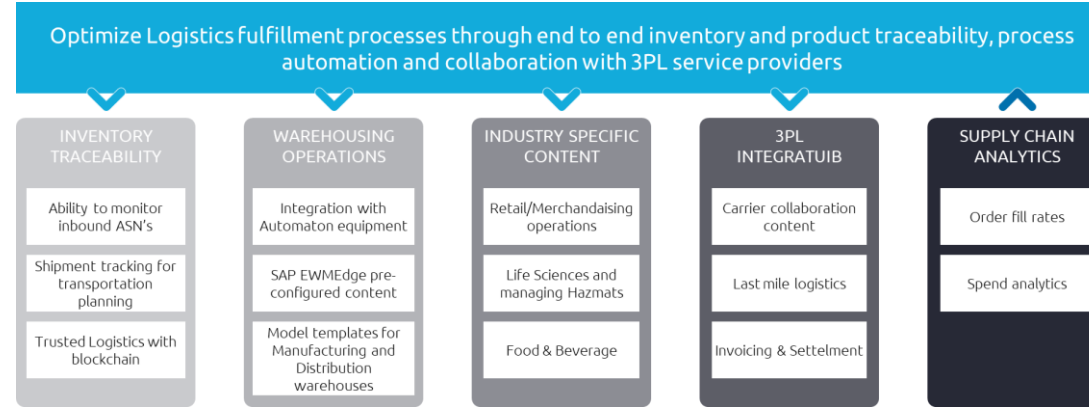 Optimize Logistics fulfillment processes through end to end inventory and product traceability, process
automation and collaboration with 3PL service providers
INVENTORY
TRACEABILITY
Ability to monitor
inbound ASN's
Shipment tracking for
transportation
planning
Trusted Logistics with
blockchain
WAREHOUSING
OPERATIONS
Integration with
Automaton equipment
SAP EWMEdge pre-
configured content
Model templates for
Manufacturing and
Distribution
warehouses
INDUSTRY SPECIFIC
CONTENT
Retail/Merchandaising
operations
Life Sciences and
managing Hazmats
Food & Beverage
3PL
INTEGRATUIB
Carrier collaboration
content
Last mile logistics
Invoicing & Settelment
SUPPLY CHAIN
ANALYTICS
Order fill rates
Spend analytics